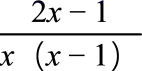 2x − 1
x (x − 1)